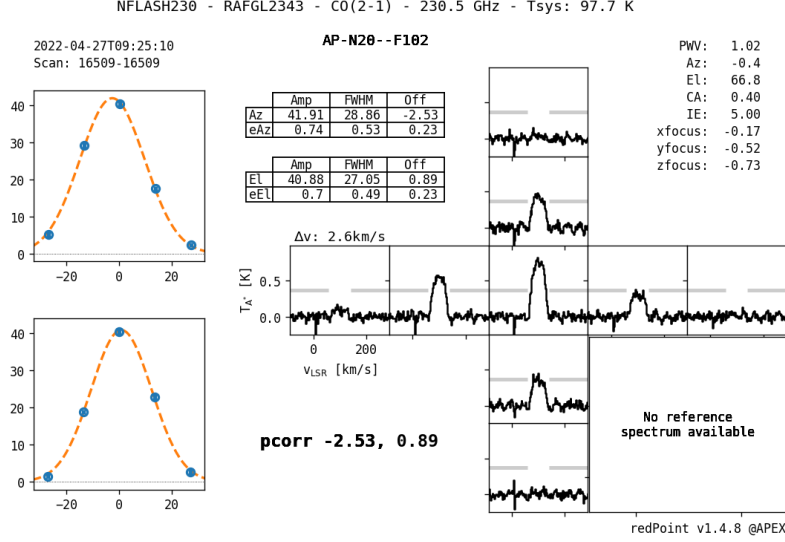 NFLASH230 - RAFGL2343 - CO(2-1) - 230.5 GHz - Tsys: 97.7 K
2022-04-27T09:25:10
Scan: 16509-16509
AP-N20--F102
PWV: 1.02
Az: -0.4
El: 66.8
CA: 0.40
IE: 5.00
xfocus: -0.17
yfocus: -0.52
zfocus: -0.73
Amp FWHM Off
Az 41.91 28.86 -2.53
eAz 0.74 0.53 0.23
Amp FWHM Off
El 40.88 27.05 0.89
eEl 0.7 0.49 0.23
40
30
20
10
0
−20 0 20
Δv: 2.6km/s
T_A* [K]
0.5
0.0
0 200
v_LSR [km/s]
40
30
20
10
0
−20 0 20
pcorr -2.53, 0.89
No reference
spectrum available
redPoint v1.4.8 @APEX